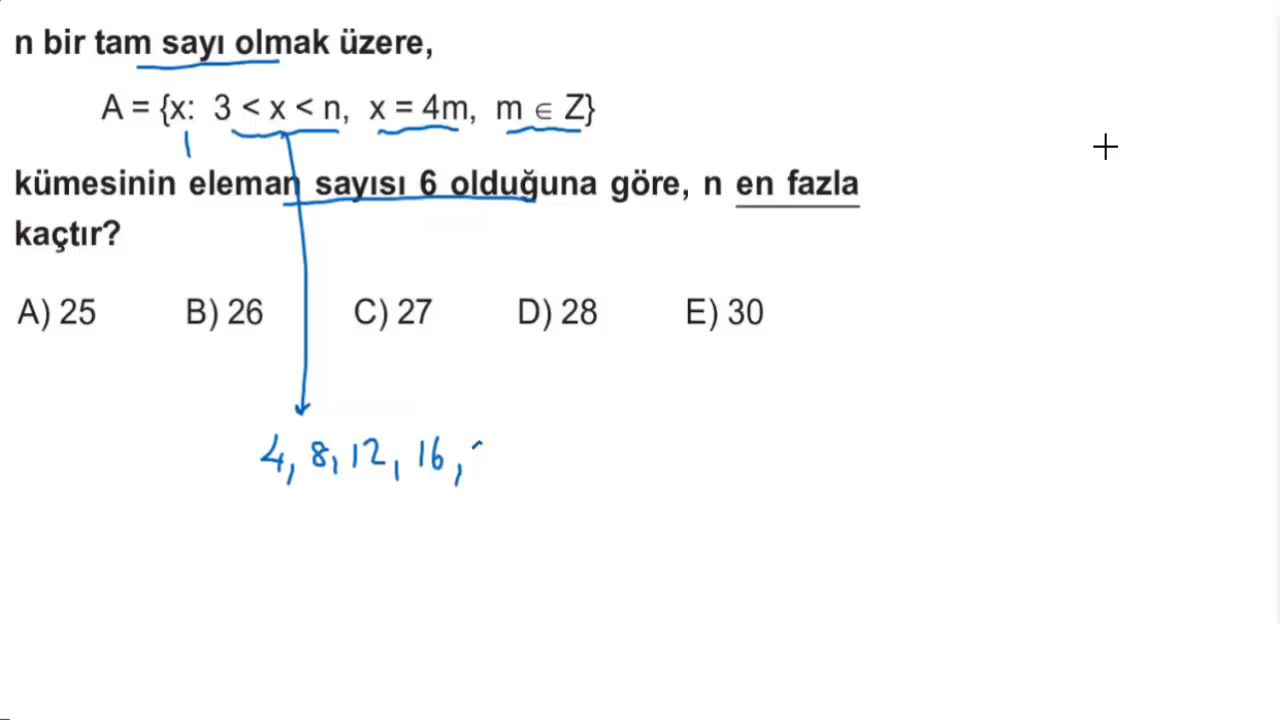 n bir tam sayı olmak üzere,
A = {x: 3 < x < n, x = 4m, m ∈ Z}
kümesinin eleman sayısı 6 olduğuna göre, n en fazla
kaçtır?
A) 25 B) 26 C) 27 D) 28 E) 30
4, 8, 12, 16,